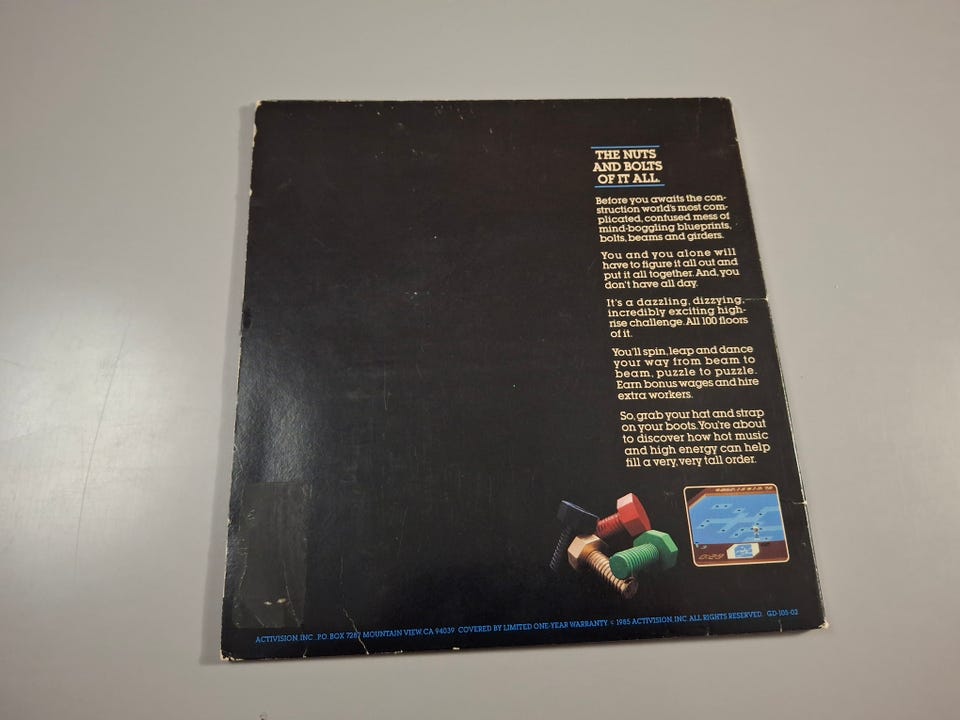 THE NUTS
AND BOLTS
OF IT ALL.
Before you awaits the con-
struction world's most com-
plicated, confused mess of
mind-boggling blueprints,
bolts, beams and girders.
You and you alone will
have to figure it all out and
put it all together. And, you
don't have all day.
It's a dazzling, dizzying,
incredibly exciting high-
rise challenge. All 100 floors
of it.
You'll spin, leap and dance
your way from beam to
beam, puzzle to puzzle.
Earn bonus wages and hire
extra workers.
So, grab your hat and strap
on your boots. You're about
to discover how hot music
and high energy can help
fill a very, very tall order.
ACTIVISION, INC., P.O. BOX 7287 MOUNTAIN VIEW, CA 94039 COVERED BY LIMITED ONE-YEAR WARRANTY. © 1985 ACTIVISION, INC. ALL RIGHTS RESERVED. GD-105-02